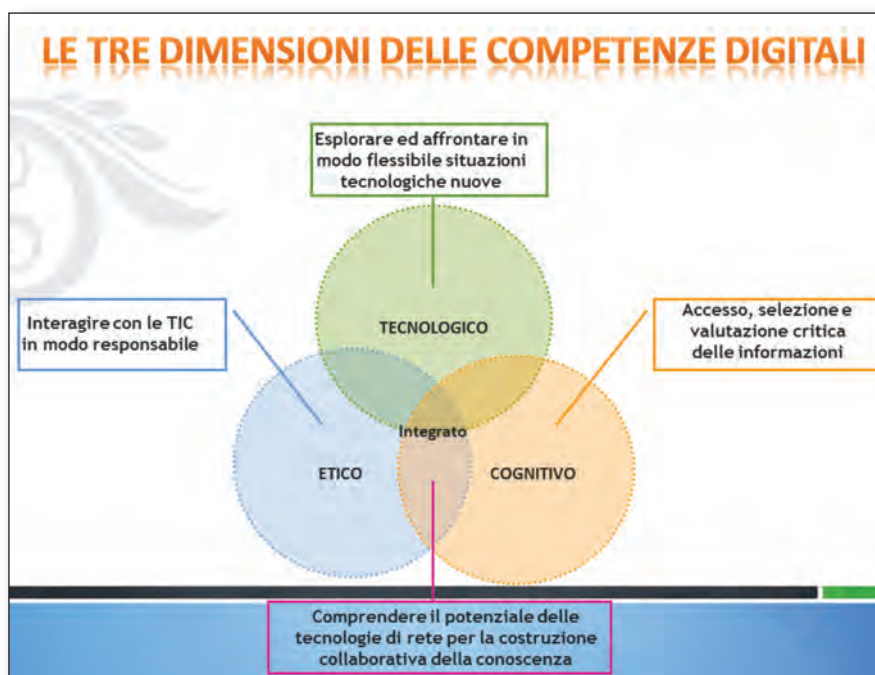 LE TRE DIMENSIONI DELLE COMPETENZE DIGITALI
Esplorare ed affrontare in
modo flessibile situazioni
tecnologiche nuove
Interagire con le TIC
in modo responsabile
Accesso, selezione e
valutazione critica
delle informazioni
TECNOLOGICO
Integrato
ETICO
COGNITIVO
Comprendere il potenziale delle
tecnologie di rete per la costruzione
collaborativa della conoscenza